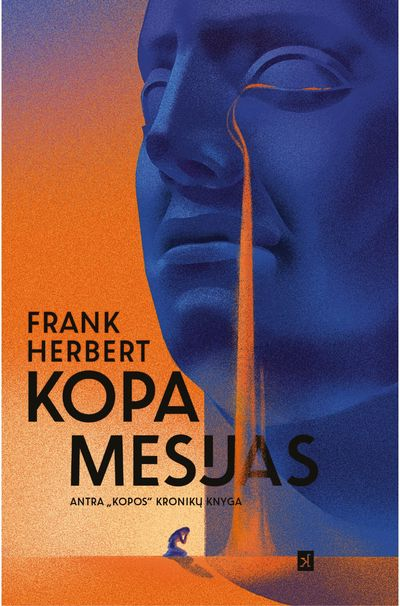 FRANK
HERBERT
KOPA
MESIJAS
ANTRA „KOPOS“ KRONIKŲ KNYGA